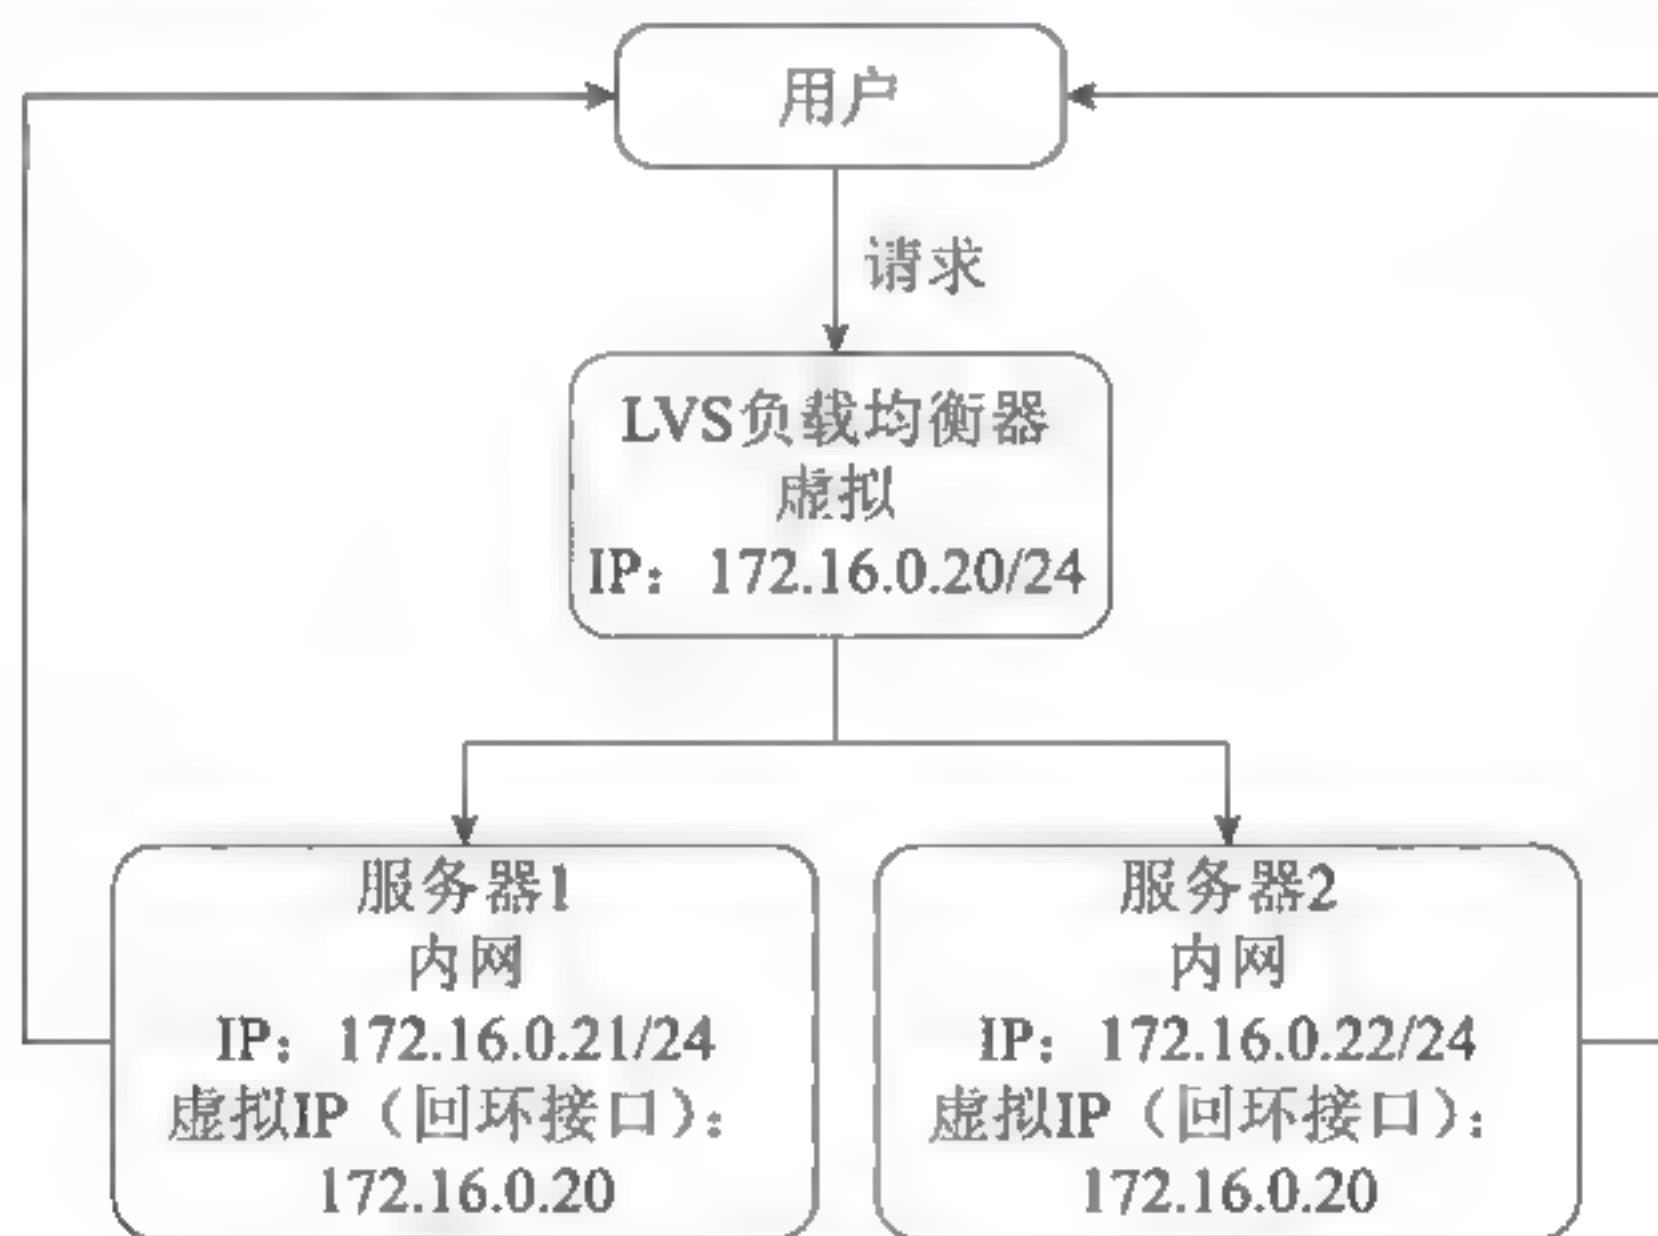 用户
请求
LVS负载均衡器
虚拟
IP：172.16.0.20/24
服务器1
内网
IP：172.16.0.21/24
虚拟IP（回环接口）：
172.16.0.20
服务器2
内网
IP：172.16.0.22/24
虚拟IP（回环接口）：
172.16.0.20